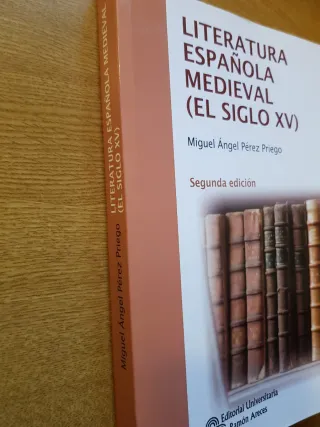 LITERATURA
ESPAÑOLA
MEDIEVAL
(EL SIGLO XV)
Miguel Ángel Pérez Priego
Segunda edición
Editorial Universitaria
Ramón Areces
LITERATURA ESPAÑOLA MEDIEVAL
(EL SIGLO XV)
Miguel Ángel Pérez Priego